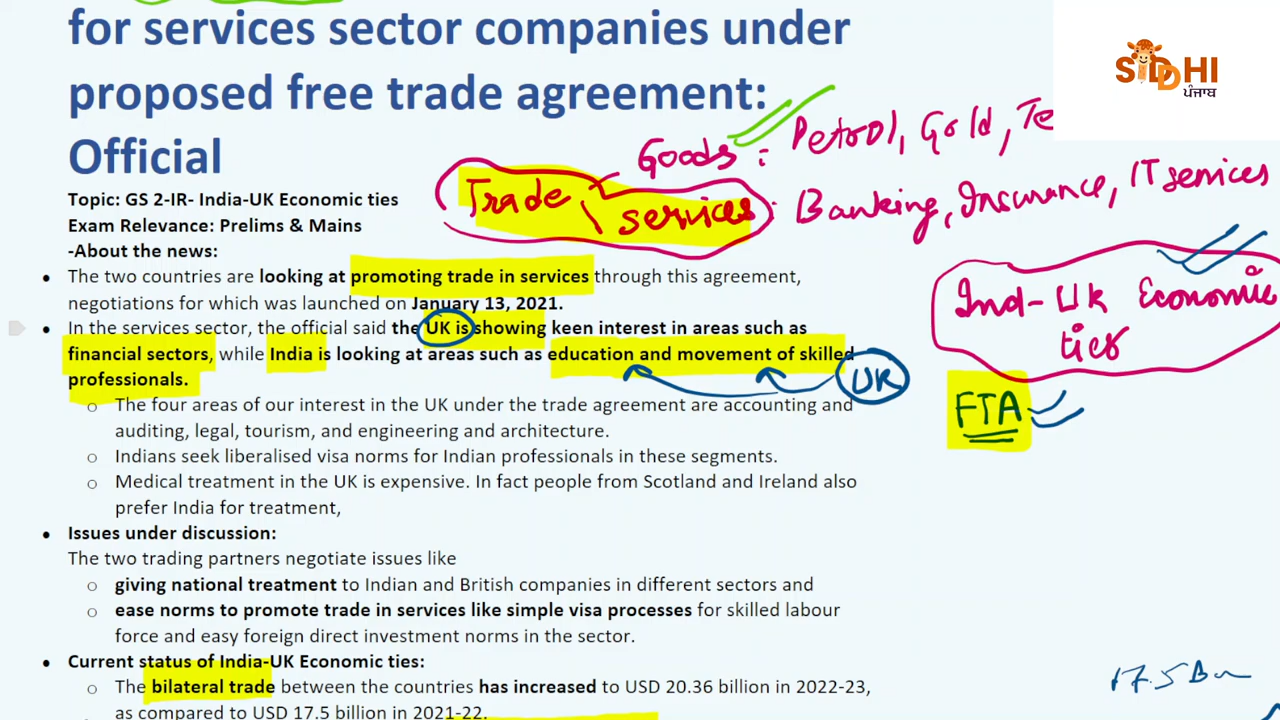 for services sector companies under
proposed free trade agreement:
Official
SIDDHI
ਪੰਜਾਬ
Goods : Petrol, Gold, Te
Trade
services : Banking, Insurance, IT services
Topic: GS 2-IR- India-UK Economic ties
Exam Relevance: Prelims & Mains
-About the news:
• The two countries are looking at promoting trade in services through this agreement,
negotiations for which was launched on January 13, 2021.
• In the services sector, the official said the UK is showing keen interest in areas such as
financial sectors, while India is looking at areas such as education and movement of skilled
professionals.
UK
Ind-UK Economic
ties
FTA
o The four areas of our interest in the UK under the trade agreement are accounting and
auditing, legal, tourism, and engineering and architecture.
o Indians seek liberalised visa norms for Indian professionals in these segments.
o Medical treatment in the UK is expensive. In fact people from Scotland and Ireland also
prefer India for treatment,
• Issues under discussion:
The two trading partners negotiate issues like
o giving national treatment to Indian and British companies in different sectors and
o ease norms to promote trade in services like simple visa processes for skilled labour
force and easy foreign direct investment norms in the sector.
• Current status of India-UK Economic ties:
o The bilateral trade between the countries has increased to USD 20.36 billion in 2022-23,
as compared to USD 17.5 billion in 2021-22.
17.5 Bn